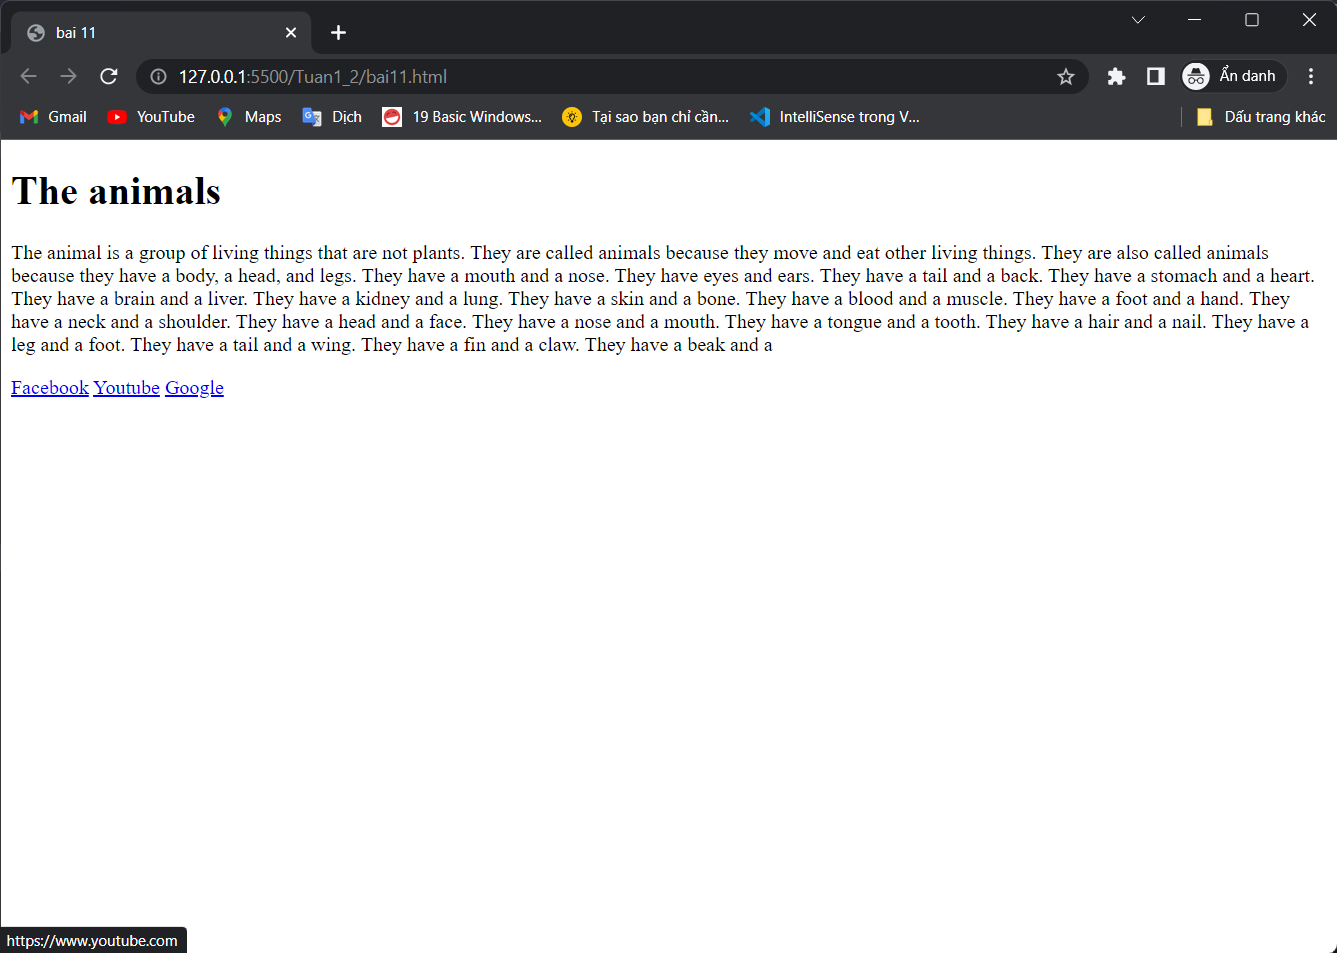 bai 11
127.0.0.1:5500/Tuan1_2/bai11.html
Ẩn danh
Gmail YouTube Maps Dịch 19 Basic Windows... Tại sao bạn chỉ cần... IntelliSense trong V... Dấu trang khác
The animals
The animal is a group of living things that are not plants. They are called animals because they move and eat other living things. They are also called animals
because they have a body, a head, and legs. They have a mouth and a nose. They have eyes and ears. They have a tail and a back. They have a stomach and a heart.
They have a brain and a liver. They have a kidney and a lung. They have a skin and a bone. They have a blood and a muscle. They have a foot and a hand. They
have a neck and a shoulder. They have a head and a face. They have a nose and a mouth. They have a tongue and a tooth. They have a hair and a nail. They have a
leg and a foot. They have a tail and a wing. They have a fin and a claw. They have a beak and a
Facebook Youtube Google
https://www.youtube.com